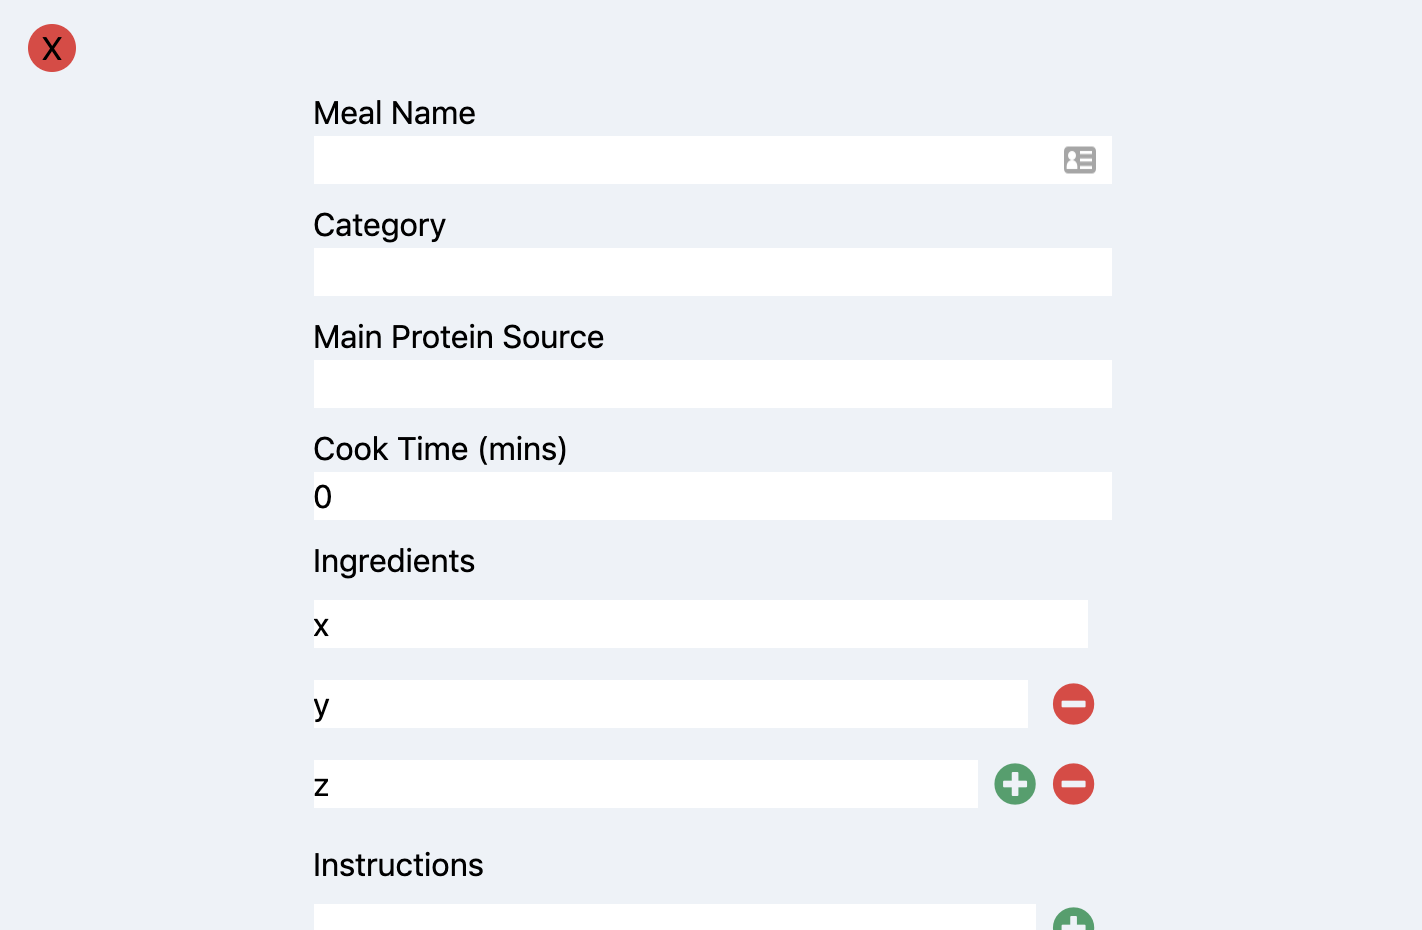 X
Meal Name
Category
Main Protein Source
Cook Time (mins)
0
Ingredients
x
y
z
Instructions